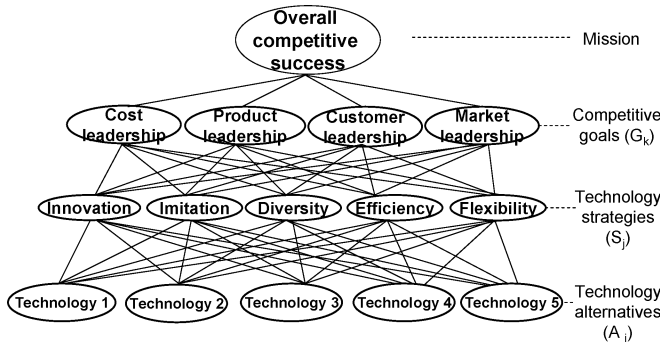 Overall
competitive
success
Mission
Cost
leadership
Product
leadership
Customer
leadership
Market
leadership
Competitive
goals (Gk)
Innovation
Imitation
Diversity
Efficiency
Flexibility
Technology
strategies
(Sj)
Technology 1
Technology 2
Technology 3
Technology 4
Technology 5
Technology
alternatives
(A i)